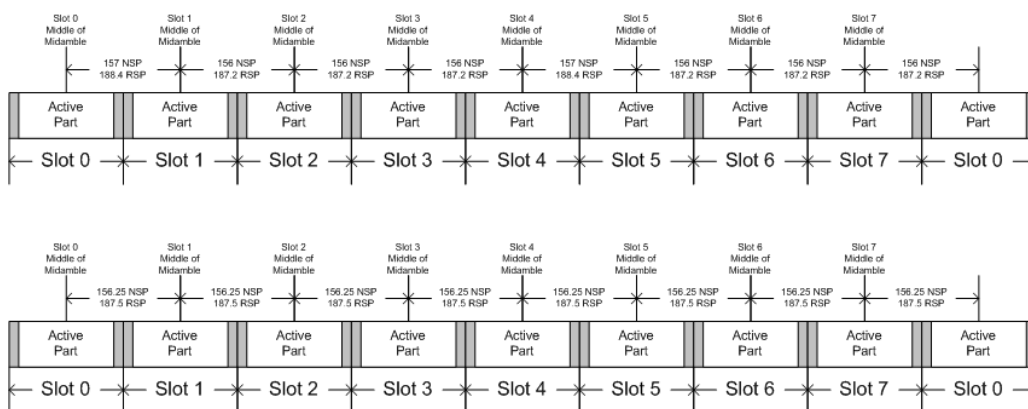 Slot 0 Slot 1 Slot 2 Slot 3 Slot 4 Slot 5 Slot 6 Slot 7
Middle of Middle of Middle of Middle of Middle of Middle of Middle of Middle of
Midamble Midamble Midamble Midamble Midamble Midamble Midamble Midamble
157 NSP 156 NSP 156 NSP 156 NSP 157 NSP 156 NSP 156 NSP 156 NSP
188.4 RSP 187.2 RSP 187.2 RSP 187.2 RSP 188.4 RSP 187.2 RSP 187.2 RSP 187.2 RSP
Active Active Active Active Active Active Active Active Active
Part Part Part Part Part Part Part Part Part
Slot 0 Slot 1 Slot 2 Slot 3 Slot 4 Slot 5 Slot 6 Slot 7 Slot 0
Slot 0 Slot 1 Slot 2 Slot 3 Slot 4 Slot 5 Slot 6 Slot 7
Middle of Middle of Middle of Middle of Middle of Middle of Middle of Middle of
Midamble Midamble Midamble Midamble Midamble Midamble Midamble Midamble
156.25 NSP 156.25 NSP 156.25 NSP 156.25 NSP 156.25 NSP 156.25 NSP 156.25 NSP 156.25 NSP
187.5 RSP 187.5 RSP 187.5 RSP 187.5 RSP 187.5 RSP 187.5 RSP 187.5 RSP 187.5 RSP
Active Active Active Active Active Active Active Active Active
Part Part Part Part Part Part Part Part Part
Slot 0 Slot 1 Slot 2 Slot 3 Slot 4 Slot 5 Slot 6 Slot 7 Slot 0